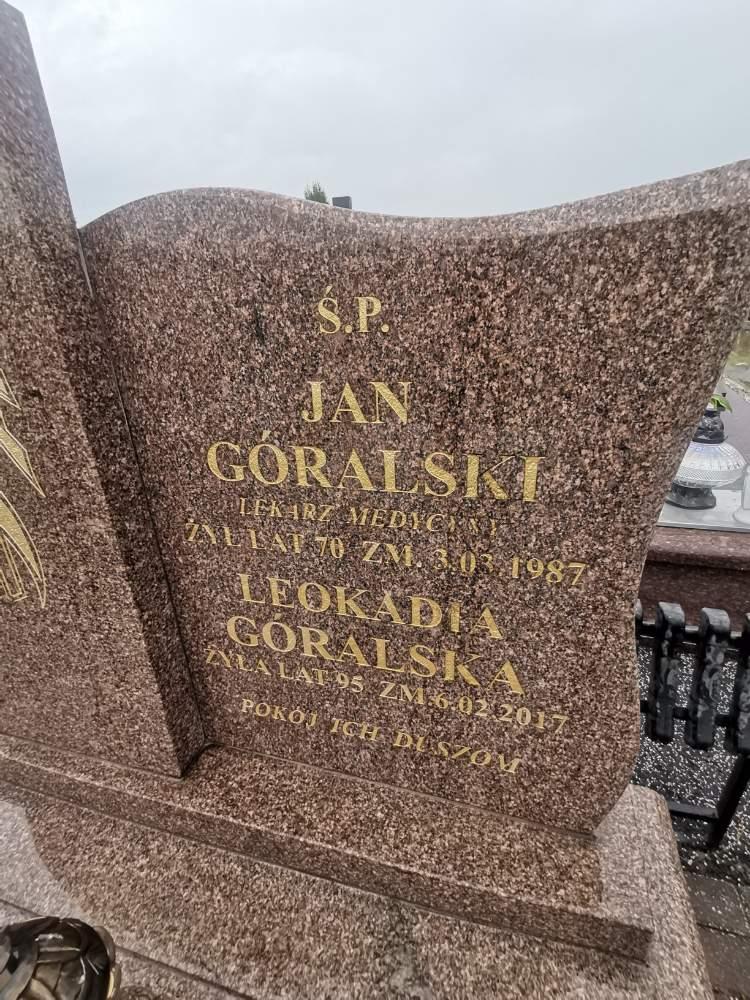 Ś.P.
JAN
GÓRALSKI
LEKARZ MEDYCYNY
ŻYŁ LAT 70 ZM. 3.03.1987
LEOKADIA
GÓRALSKA
ŻYŁA LAT 95 ZM.6.02.2017
POKÓJ ICH DUSZOM